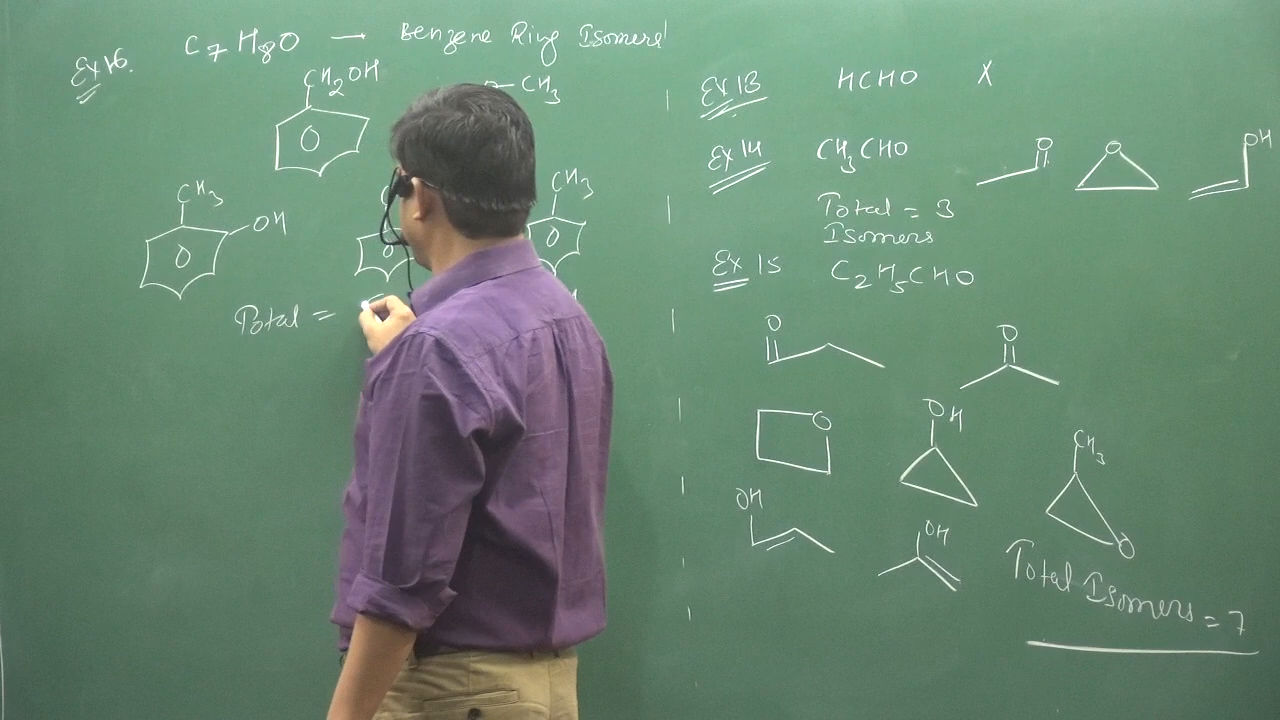 Ex 16. C7H8O → Benzene Ring Isomers
CH2OH
CH3
CH3
OH
CH3
Total =
Ex 13 HCHO X
Ex 14 CH3CHO
O
O
OH
Total = 3
Isomers
Ex 15 C2H5CHO
O
O
O
OH
CH3
O
OH
OH
Total Isomers = 7